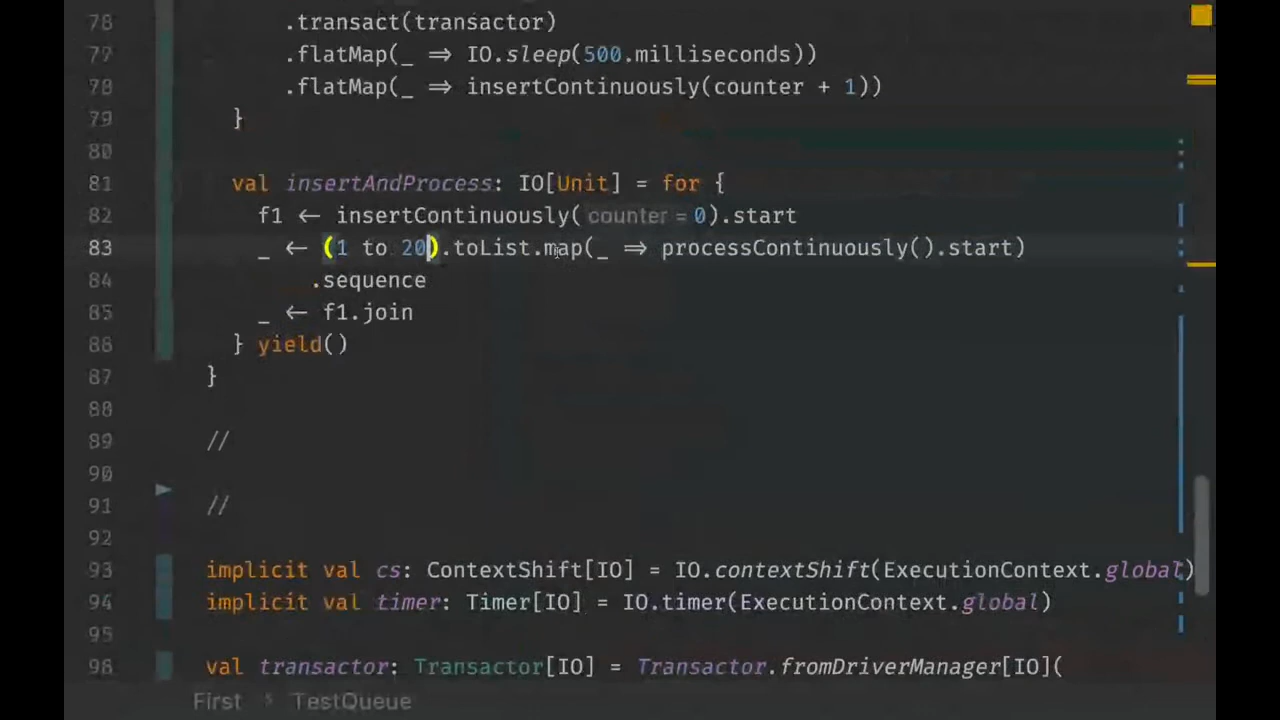 78 .transact(transactor)
77 .flatMap(_ ⇒ IO.sleep(500.milliseconds))
78 .flatMap(_ ⇒ insertContinuously(counter + 1))
79 }
80
81 val insertAndProcess: IO[Unit] = for {
82 f1 ← insertContinuously( counter = 0).start
83 _ ← (1 to 20).toList.map(_ ⇒ processContinuously().start)
84 .sequence
85 _ ← f1.join
86 } yield()
87 }
88
89 //
90
91 //
92
93 implicit val cs: ContextShift[IO] = IO.contextShift(ExecutionContext.global)
94 implicit val timer: Timer[IO] = IO.timer(ExecutionContext.global)
95
96 val transactor: Transactor[IO] = Transactor.fromDriverManager[IO](
First › TestQueue